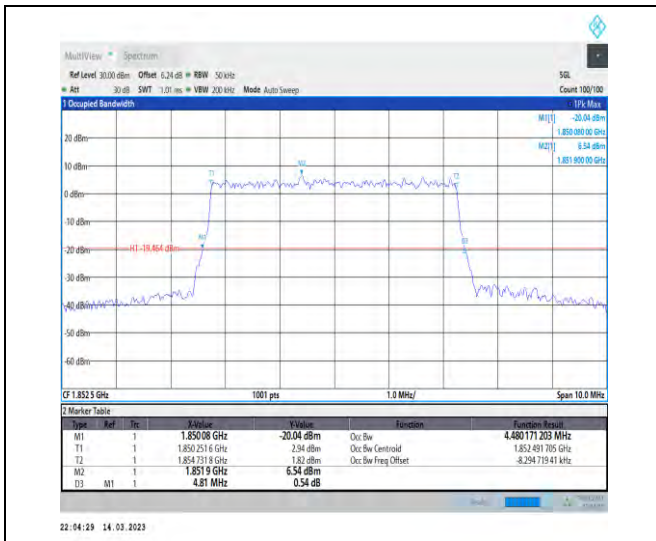 MultiView Spectrum
Ref Level 30.00 dBm Offset 6.24 dB RBW 50 kHz SGL
Att 30 dB SWT 1.01 ms VBW 200 kHz Mode Auto Sweep Count 100/100
1 Occupied Bandwidth 1Pk Max
M1[1] -20.04 dBm
1.850 080 00 GHz
20 dBm
M2[1] 6.54 dBm
1.851 900 00 GHz
10 dBm
T1 M2 T2
0 dBm
-10 dBm
M1 D3
-20 dBm H1 -19.464 dBm
-30 dBm
-40 dBm
-50 dBm
-60 dBm
CF 1.852 5 GHz 1001 pts 1.0 MHz/ Span 10.0 MHz
2 Marker Table
Type Ref Trc X-Value Y-Value Function Function Result
M1 1 1.85008 GHz -20.04 dBm Occ Bw 4.480 171 203 MHz
T1 1 1.850 251 6 GHz 2.94 dBm Occ Bw Centroid 1.852 491 705 GHz
T2 1 1.854 731 8 GHz 1.82 dBm Occ Bw Freq Offset -8.294 719 41 kHz
M2 1 1.851 9 GHz 6.54 dBm
D3 M1 1 4.81 MHz 0.54 dB
22:04:29 14.03.2023